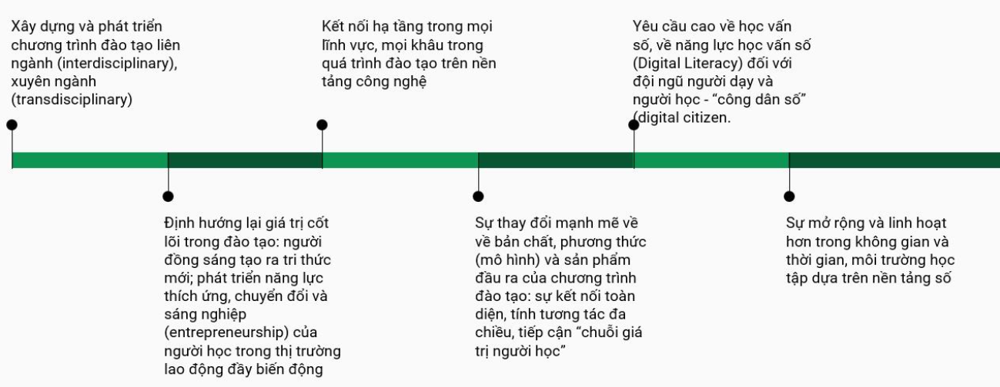 Xây dựng và phát triển
chương trình đào tạo liên
ngành (interdisciplinary),
xuyên ngành
(transdisciplinary)
Định hướng lại giá trị cốt
lõi trong đào tạo: người
đồng sáng tạo ra tri thức
mới; phát triển năng lực
thích ứng, chuyển đổi và
sáng nghiệp
(entrepreneurship) của
người học trong thị trường
lao động đầy biến động
Kết nối hạ tầng trong mọi
lĩnh vực, mọi khâu trong
quá trình đào tạo trên nền
tảng công nghệ
Sự thay đổi mạnh mẽ về
về bản chất, phương thức
(mô hình) và sản phẩm
đầu ra của chương trình
đào tạo: sự kết nối toàn
diện, tính tương tác đa
chiều, tiếp cận “chuỗi giá
trị người học”
Yêu cầu cao về học vấn
số, về năng lực học vấn số
(Digital Literacy) đối với
đội ngũ người dạy và
người học - “công dân số”
(digital citizen.
Sự mở rộng và linh hoạt
hơn trong không gian và
thời gian, môi trường học
tập dựa trên nền tảng số